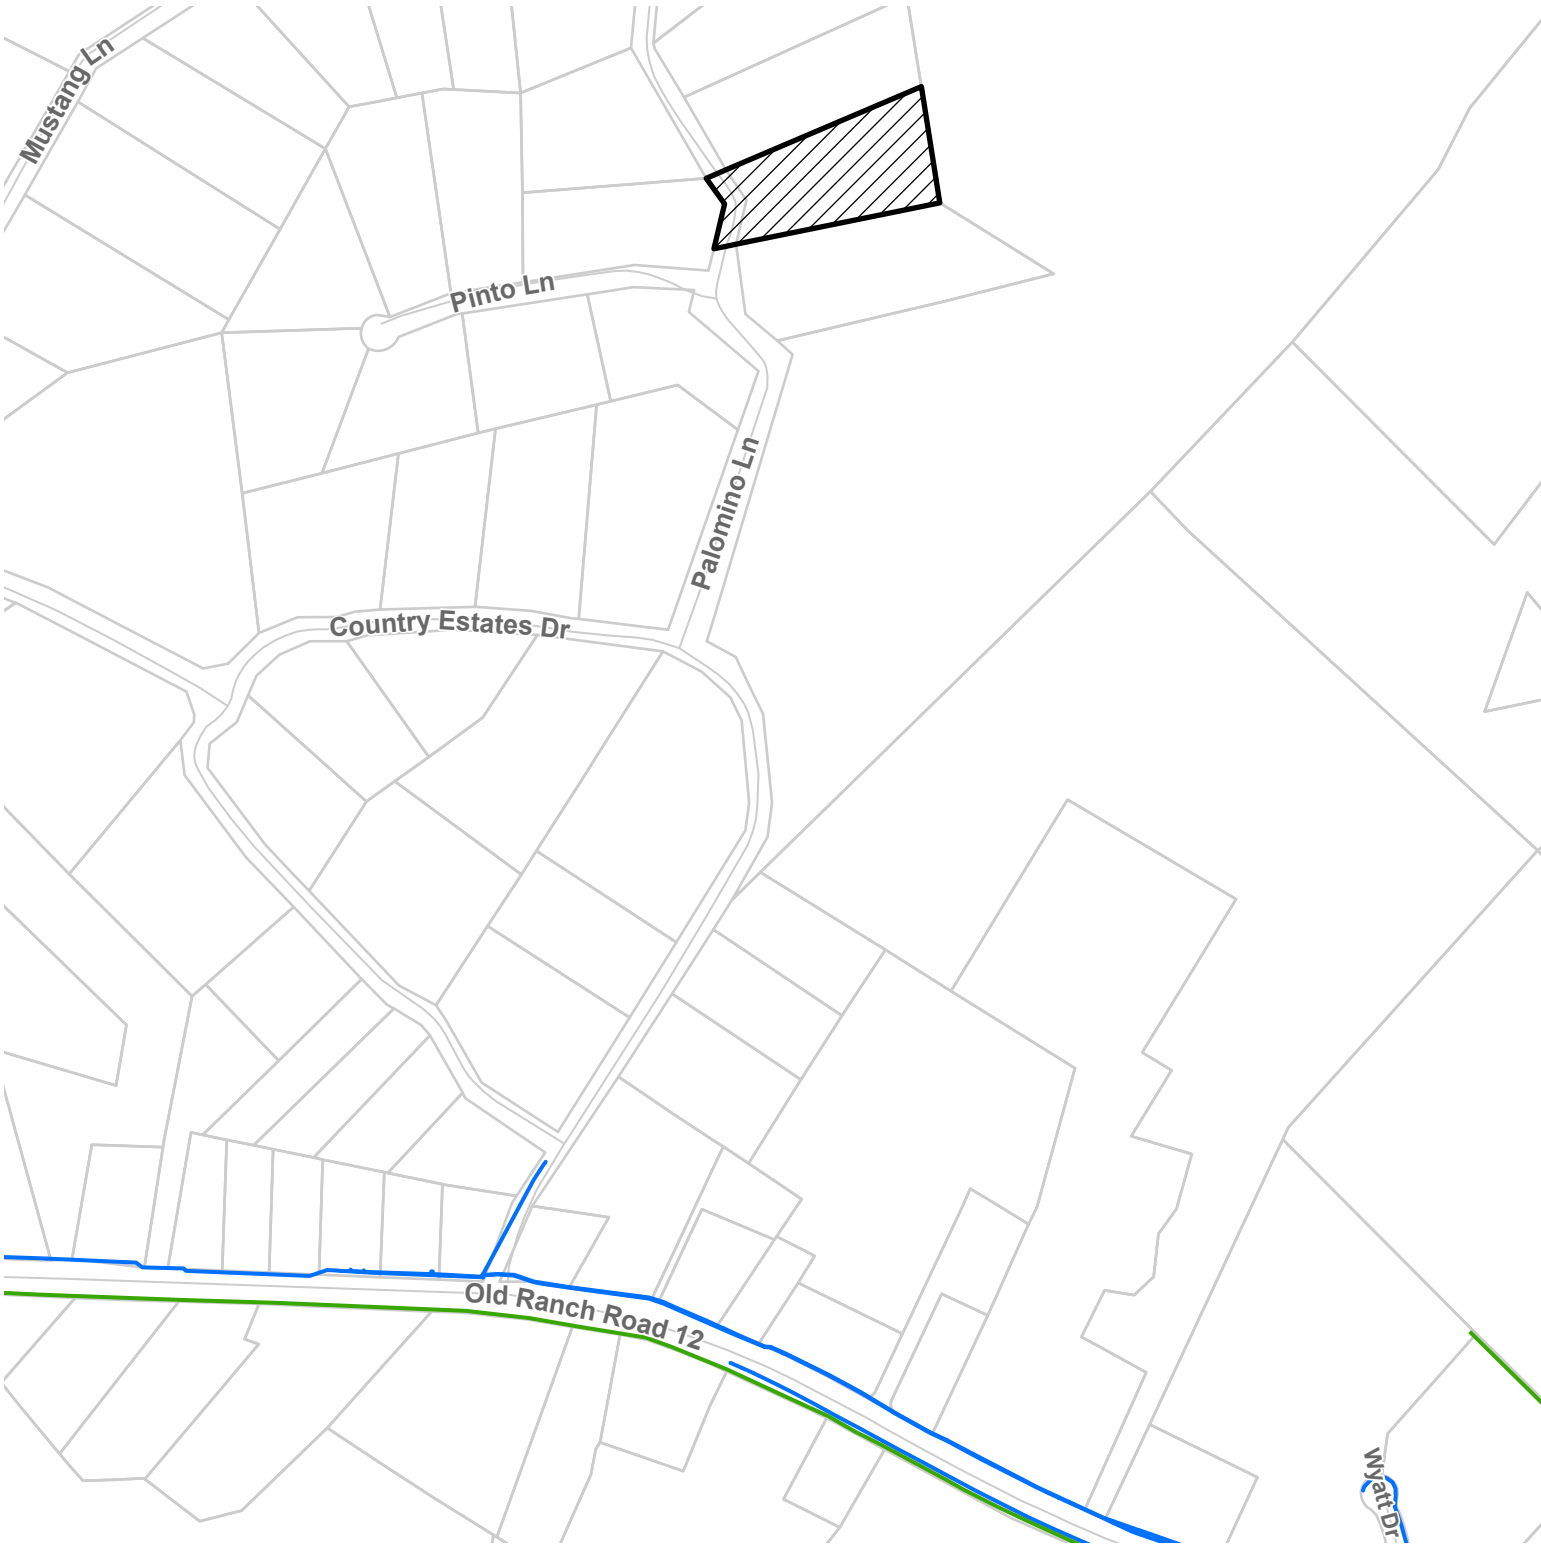 Mustang Ln
Pinto Ln
Palomino Ln
Country Estates Dr
Old Ranch Road 12
Wyatt Dr